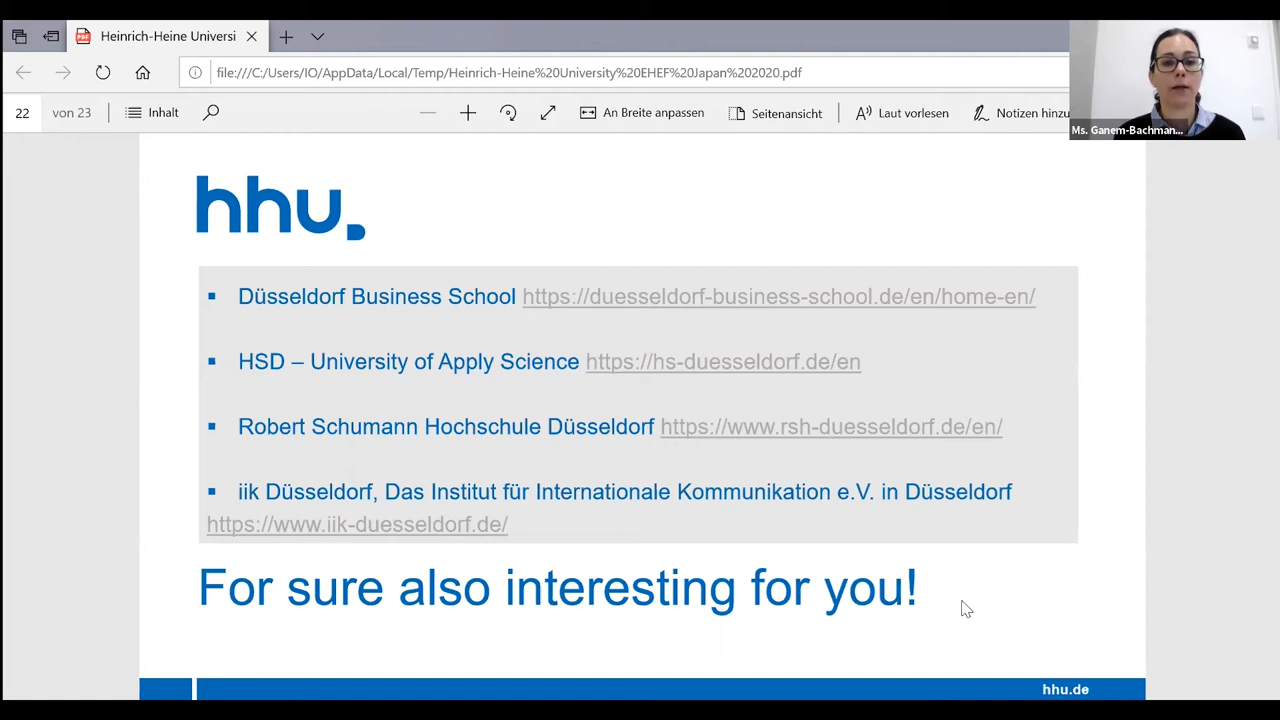 Heinrich-Heine Universi
file:///C:/Users/IO/AppData/Local/Temp/Heinrich-Heine%20University%20EHEF%20Japan%202020.pdf
22 von 23 Inhalt An Breite anpassen Seitenansicht Laut vorlesen Notizen hinzu
Ms. Ganem-Bachman...
hhu.
▪ Düsseldorf Business School https://duesseldorf-business-school.de/en/home-en/
▪ HSD – University of Apply Science https://hs-duesseldorf.de/en
▪ Robert Schumann Hochschule Düsseldorf https://www.rsh-duesseldorf.de/en/
▪ iik Düsseldorf, Das Institut für Internationale Kommunikation e.V. in Düsseldorf
https://www.iik-duesseldorf.de/
For sure also interesting for you!
hhu.de